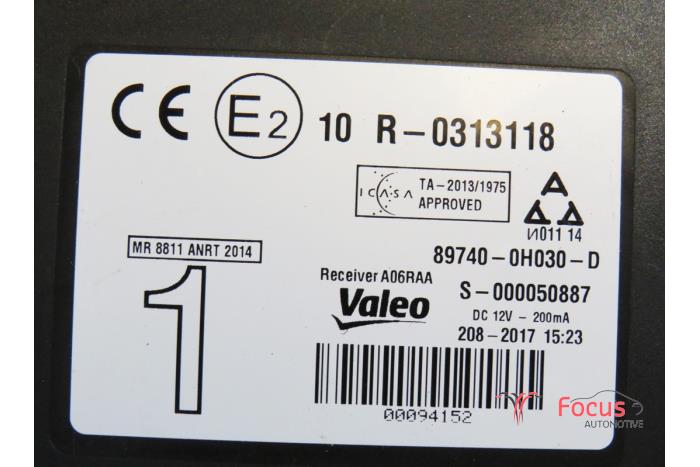 CE E2 10 R-0313118
ICASA TA-2013/1975
APPROVED
AAA
И011 14
MR 8811 ANRT 2014
89740-0H030-D
1
Receiver A06RAA
Valeo
S-000050887
DC 12V - 200mA
208-2017 15:23
00094152
Focus
AUTOMOTIVE